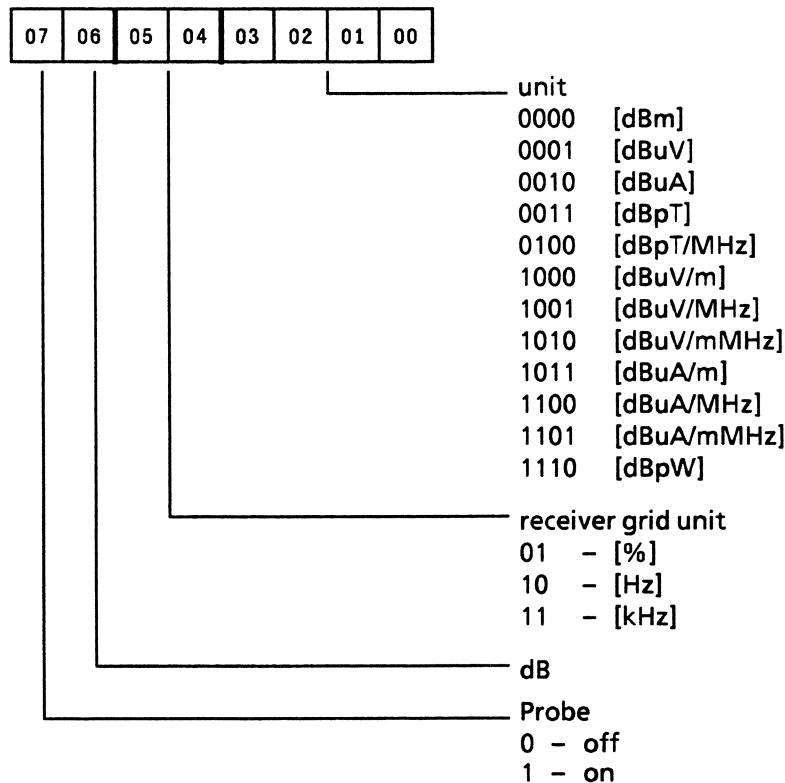 07 06 05 04 03 02 01 00
unit
0000 [dBm]
0001 [dBuV]
0010 [dBuA]
0011 [dBpT]
0100 [dBpT/MHz]
1000 [dBuV/m]
1001 [dBuV/MHz]
1010 [dBuV/mMHz]
1011 [dBuA/m]
1100 [dBuA/MHz]
1101 [dBuA/mMHz]
1110 [dBpW]
receiver grid unit
01 – [%]
10 – [Hz]
11 – [kHz]
dB
Probe
0 – off
1 – on